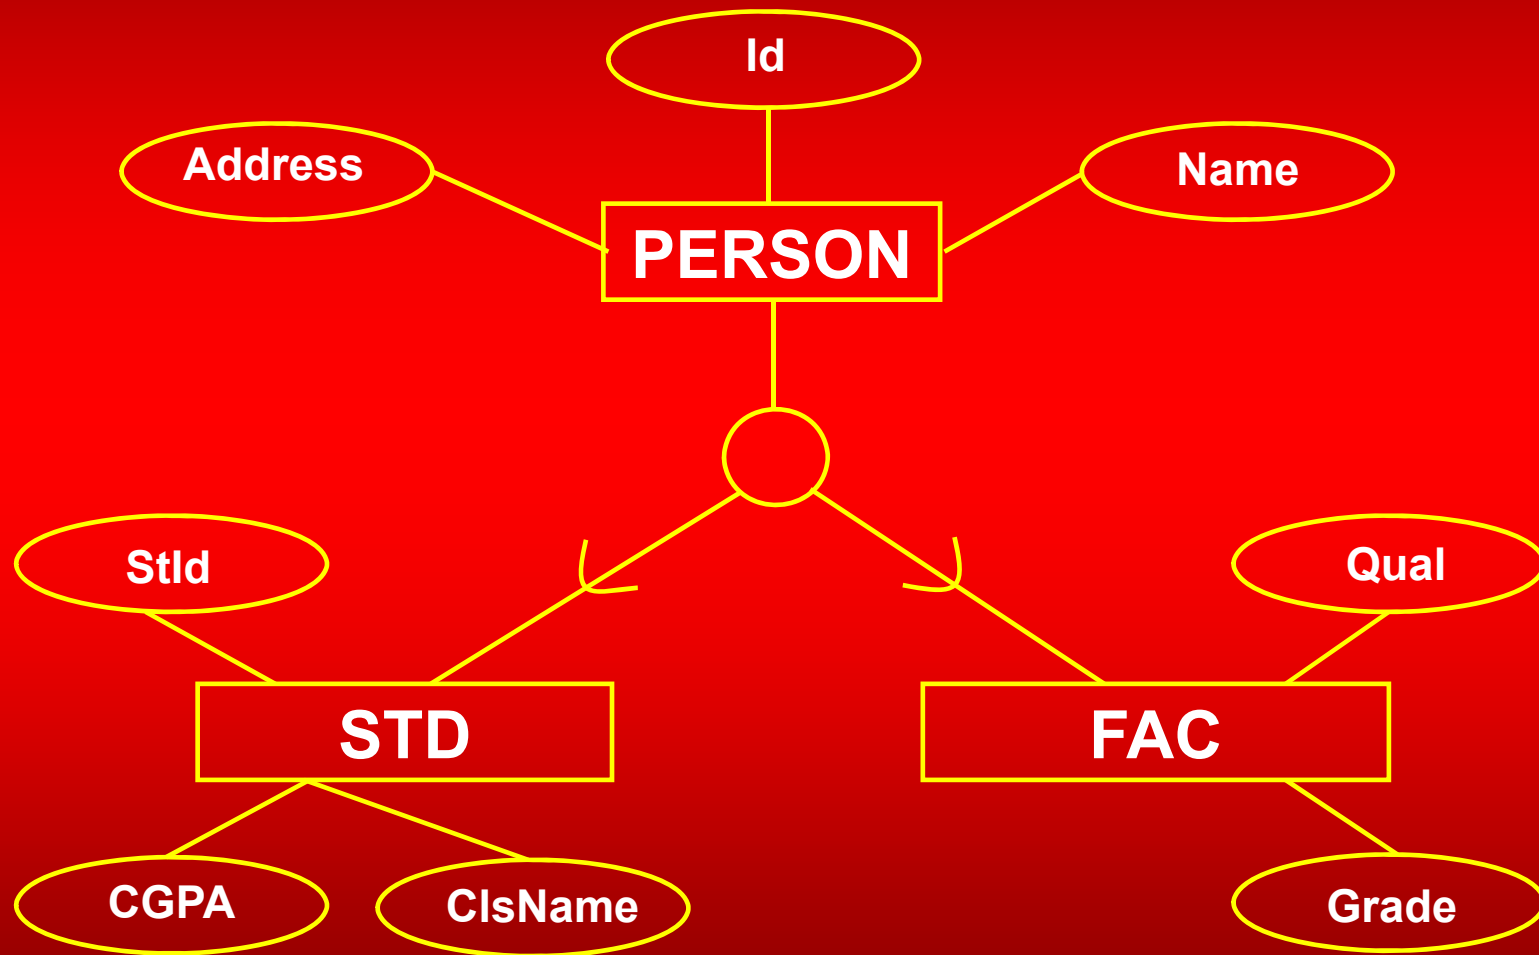 Id
Address
Name
PERSON
StId
Qual
STD
FAC
CGPA
ClsName
Grade